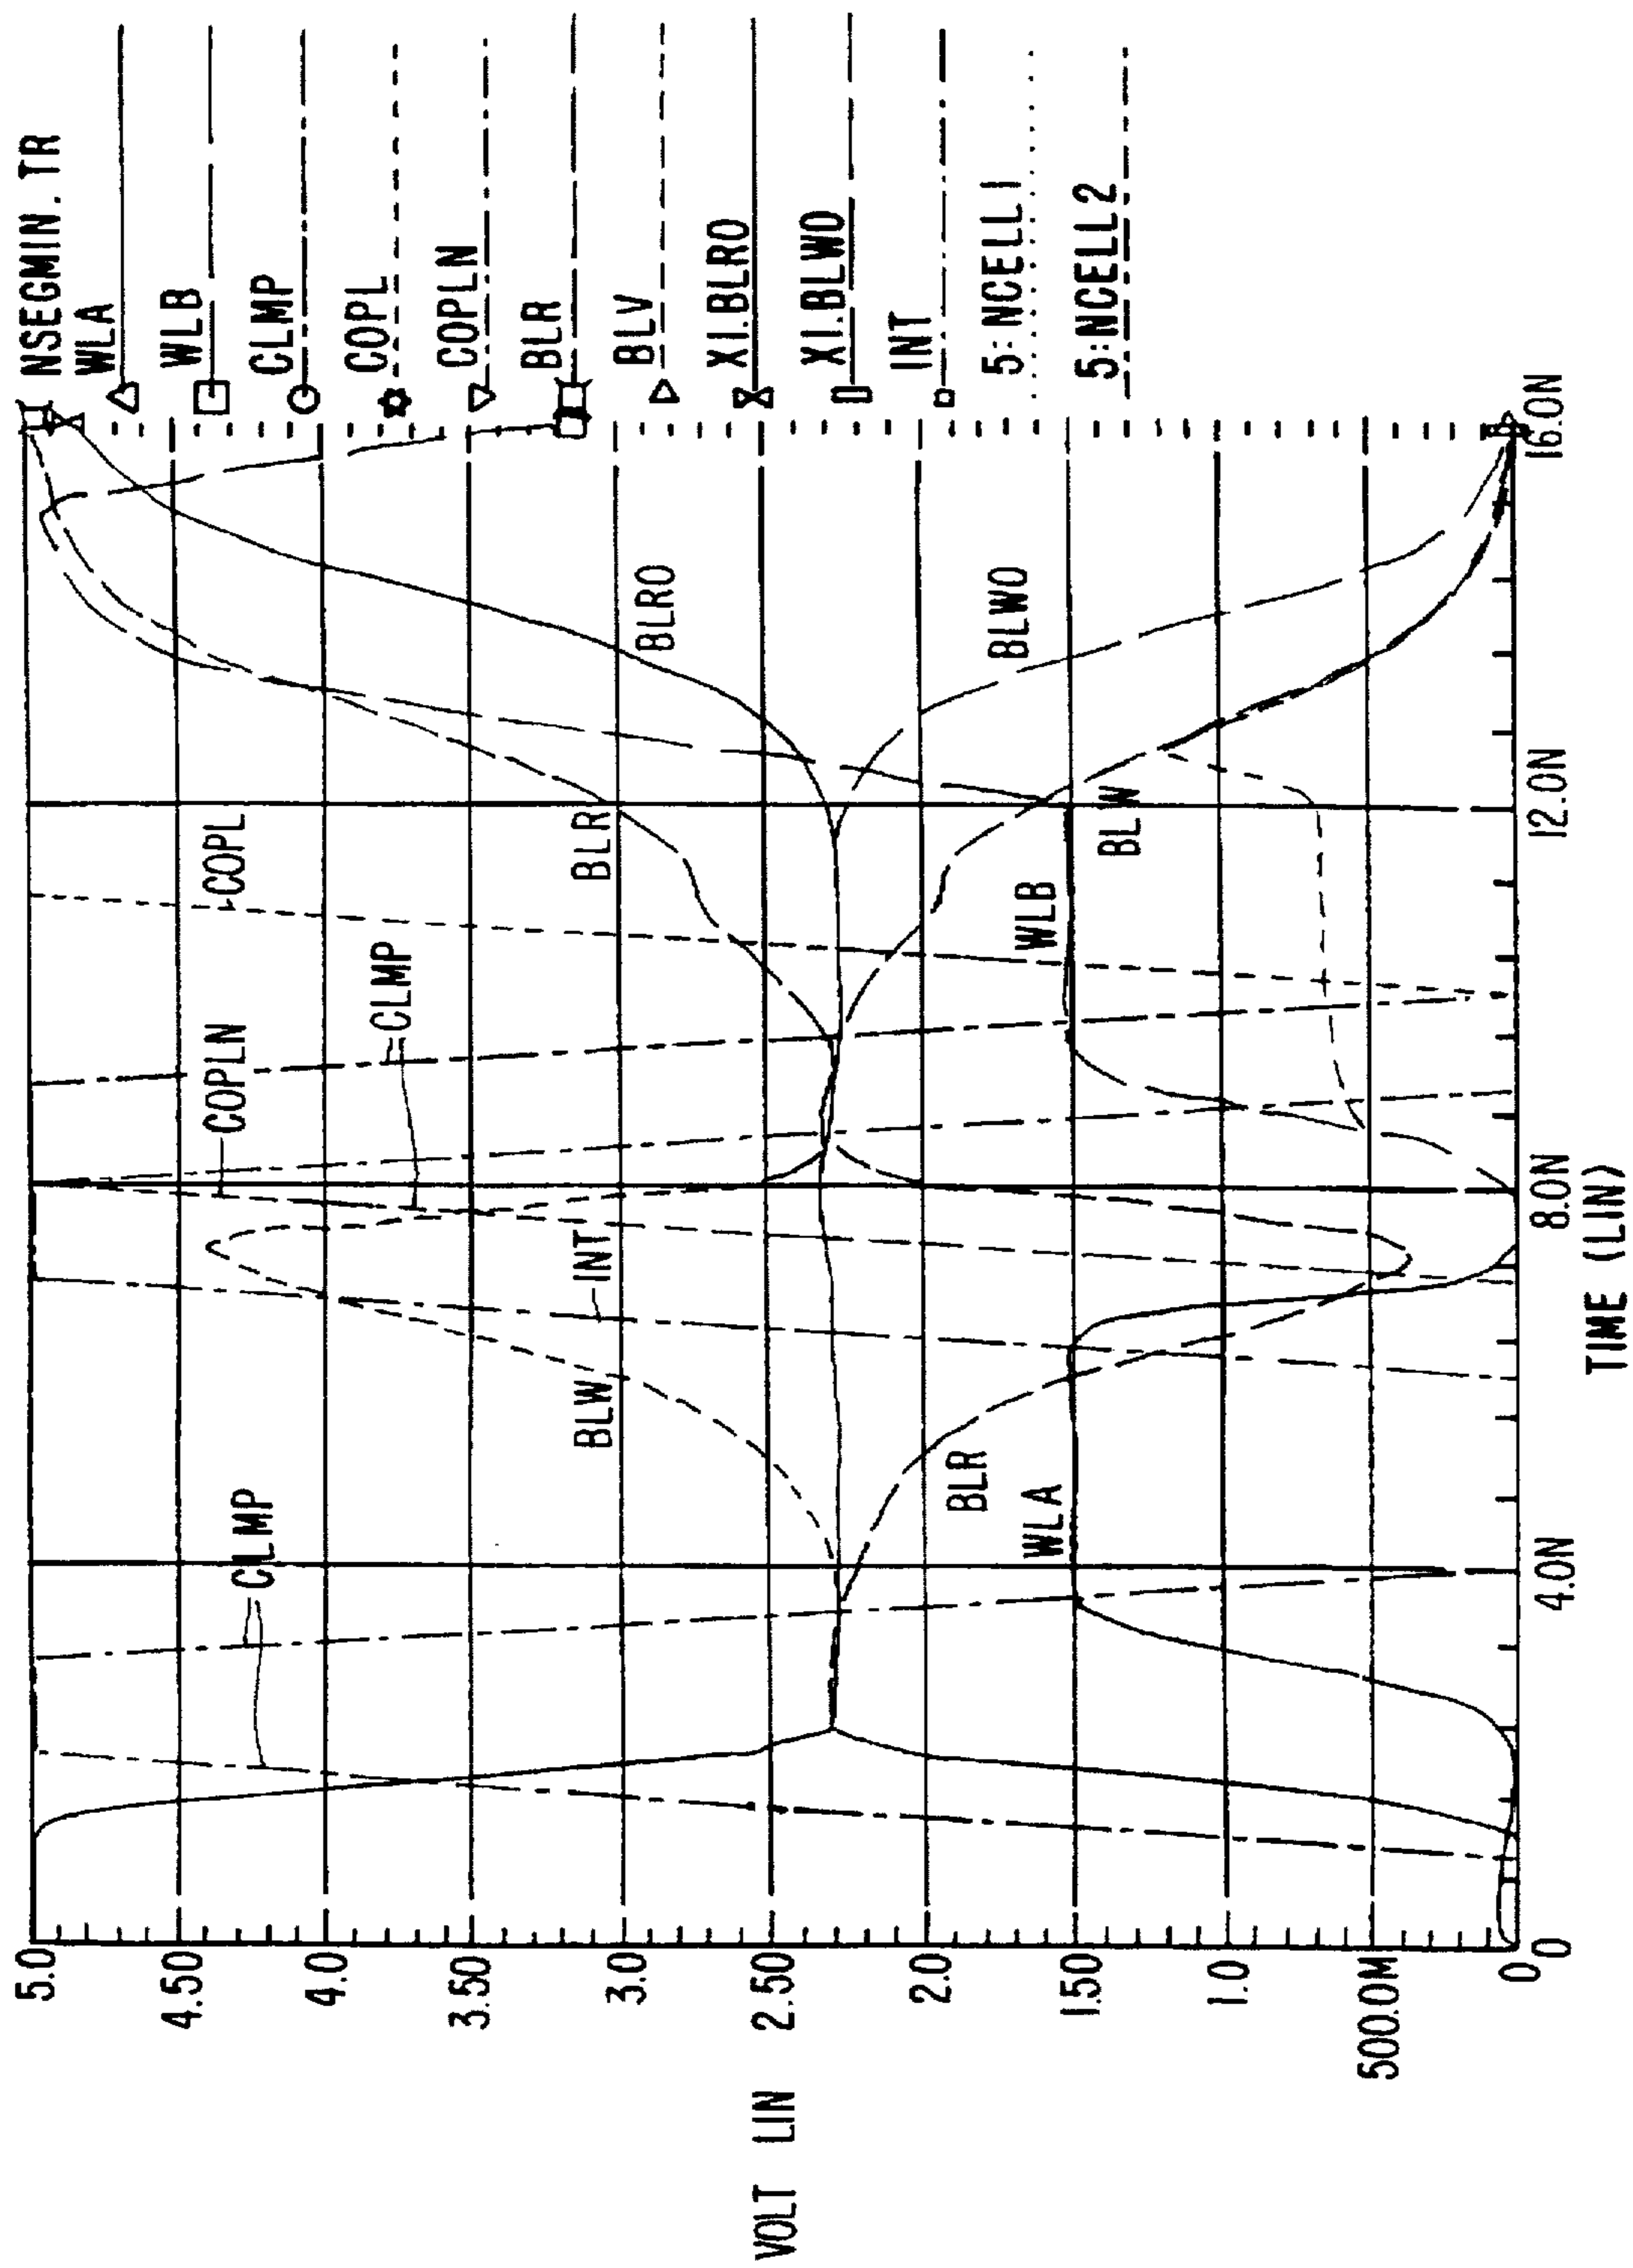 NSEGMIN. TR
WLA
WLB
CLMP
COPL
COPLN
BLR
BLV
XI.BLRO
XI.BLWO
INT
5:NCELL1
5:NCELL2
5.0
4.50
4.0
3.50
3.0
2.50
2.0
1.50
1.0
500.0M
0
VOLT LIN
0
4.0N
8.0N
12.0N
16.0N
TIME (LIN)
CLMP
COPLN
CLMP
COPL
BLW
INT
BLR
BLRO
BLR
WLA
WLB
BLW
BLWO